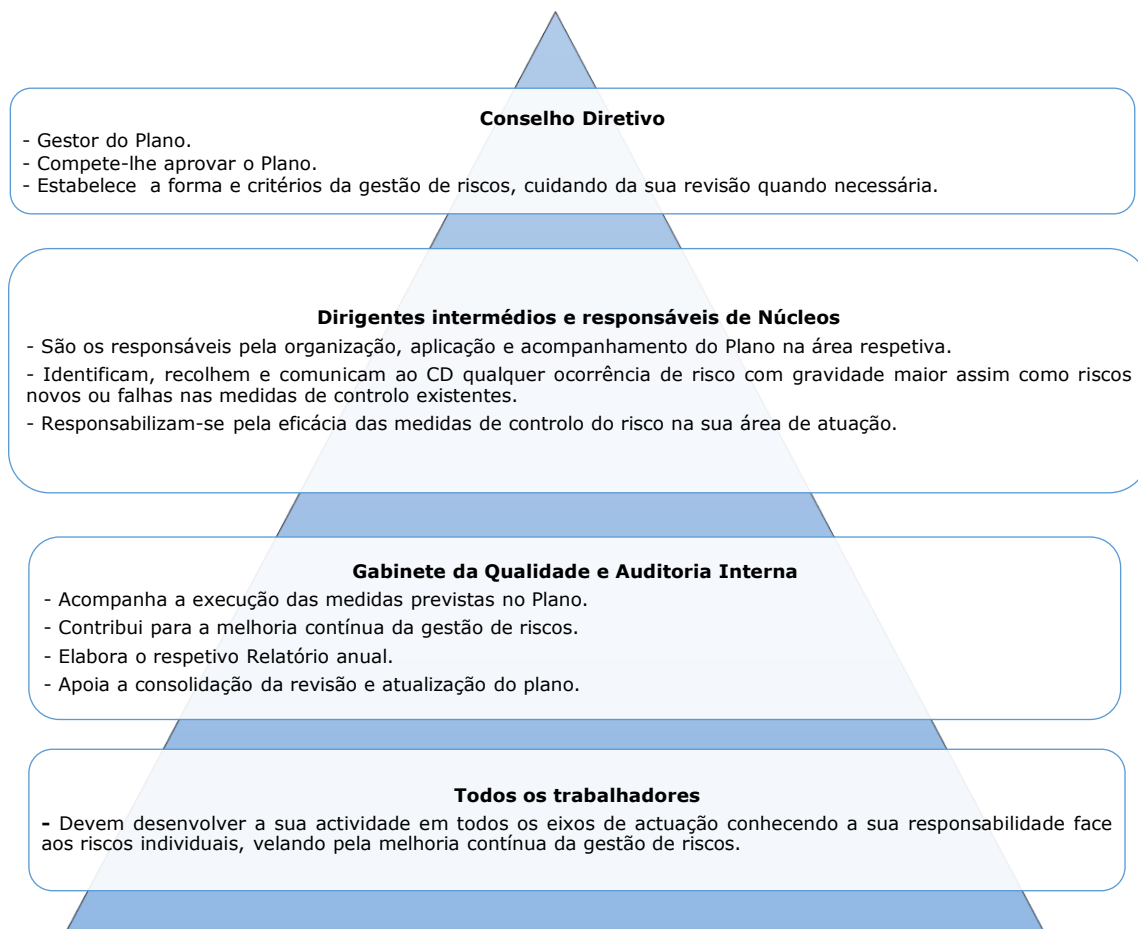 Conselho Diretivo
- Gestor do Plano.
- Compete-lhe aprovar o Plano.
- Estabelece a forma e critérios da gestão de riscos, cuidando da sua revisão quando necessária.
Dirigentes intermédios e responsáveis de Núcleos
- São os responsáveis pela organização, aplicação e acompanhamento do Plano na área respetiva.
- Identificam, recolhem e comunicam ao CD qualquer ocorrência de risco com gravidade maior assim como riscos
novos ou falhas nas medidas de controlo existentes.
- Responsabilizam-se pela eficácia das medidas de controlo do risco na sua área de atuação.
Gabinete da Qualidade e Auditoria Interna
- Acompanha a execução das medidas previstas no Plano.
- Contribui para a melhoria contínua da gestão de riscos.
- Elabora o respetivo Relatório anual.
- Apoia a consolidação da revisão e atualização do plano.
Todos os trabalhadores
- Devem desenvolver a sua actividade em todos os eixos de actuação conhecendo a sua responsabilidade face
aos riscos individuais, velando pela melhoria contínua da gestão de riscos.